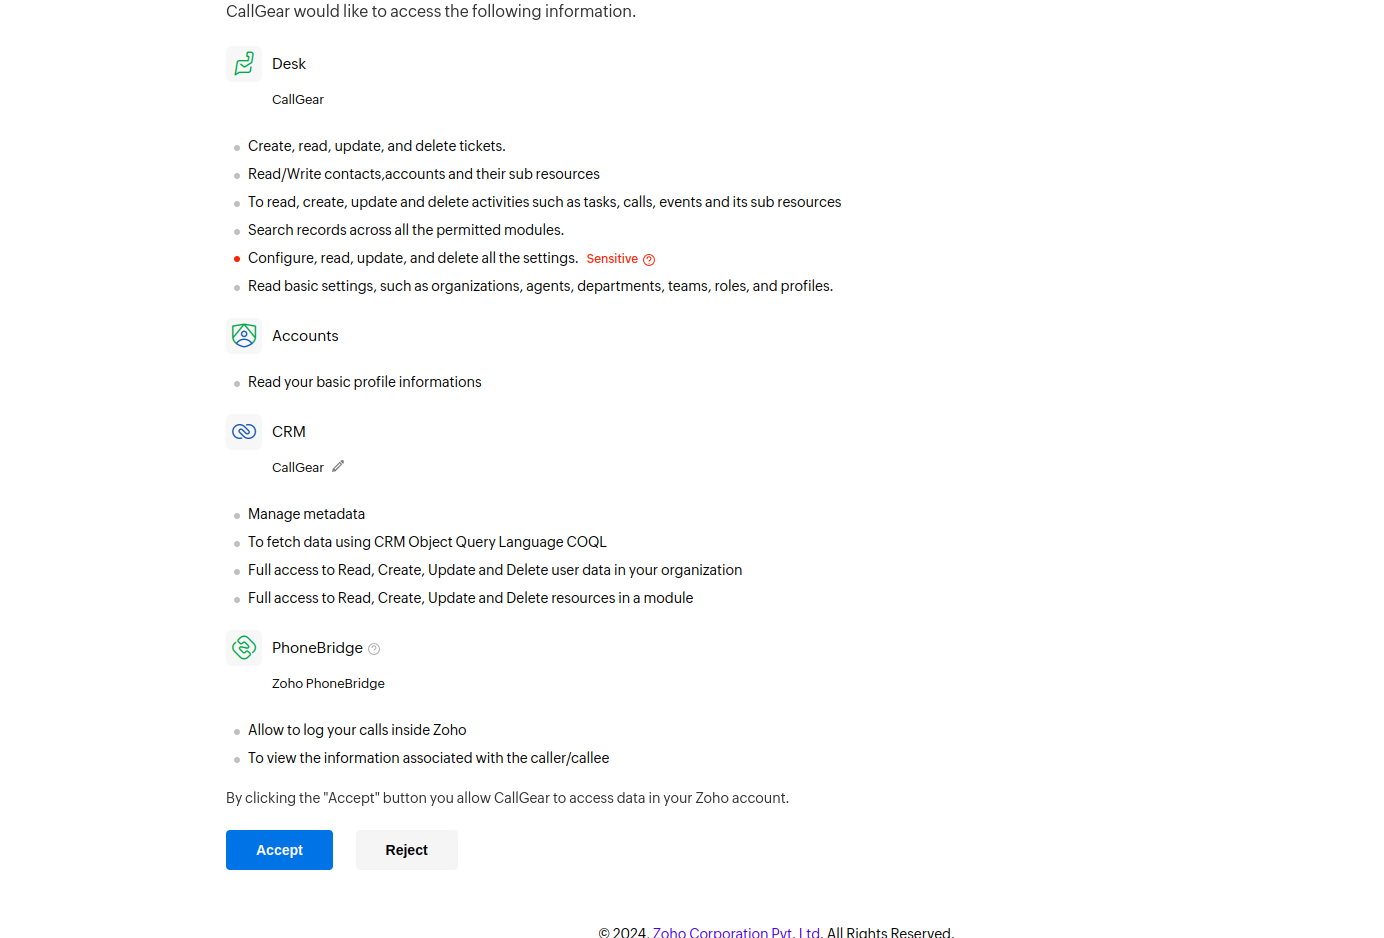 CallGear would like to access the following information.
Desk
CallGear
Create, read, update, and delete tickets.
Read/Write contacts,accounts and their sub resources
To read, create, update and delete activities such as tasks, calls, events and its sub resources
Search records across all the permitted modules.
Configure, read, update, and delete all the settings. Sensitive ?
Read basic settings, such as organizations, agents, departments, teams, roles, and profiles.
Accounts
Read your basic profile informations
CRM
CallGear
Manage metadata
To fetch data using CRM Object Query Language COQL
Full access to Read, Create, Update and Delete user data in your organization
Full access to Read, Create, Update and Delete resources in a module
PhoneBridge ?
Zoho PhoneBridge
Allow to log your calls inside Zoho
To view the information associated with the caller/callee
By clicking the "Accept" button you allow CallGear to access data in your Zoho account.
Accept Reject
© 2024, Zoho Corporation Pvt. Ltd. All Rights Reserved.